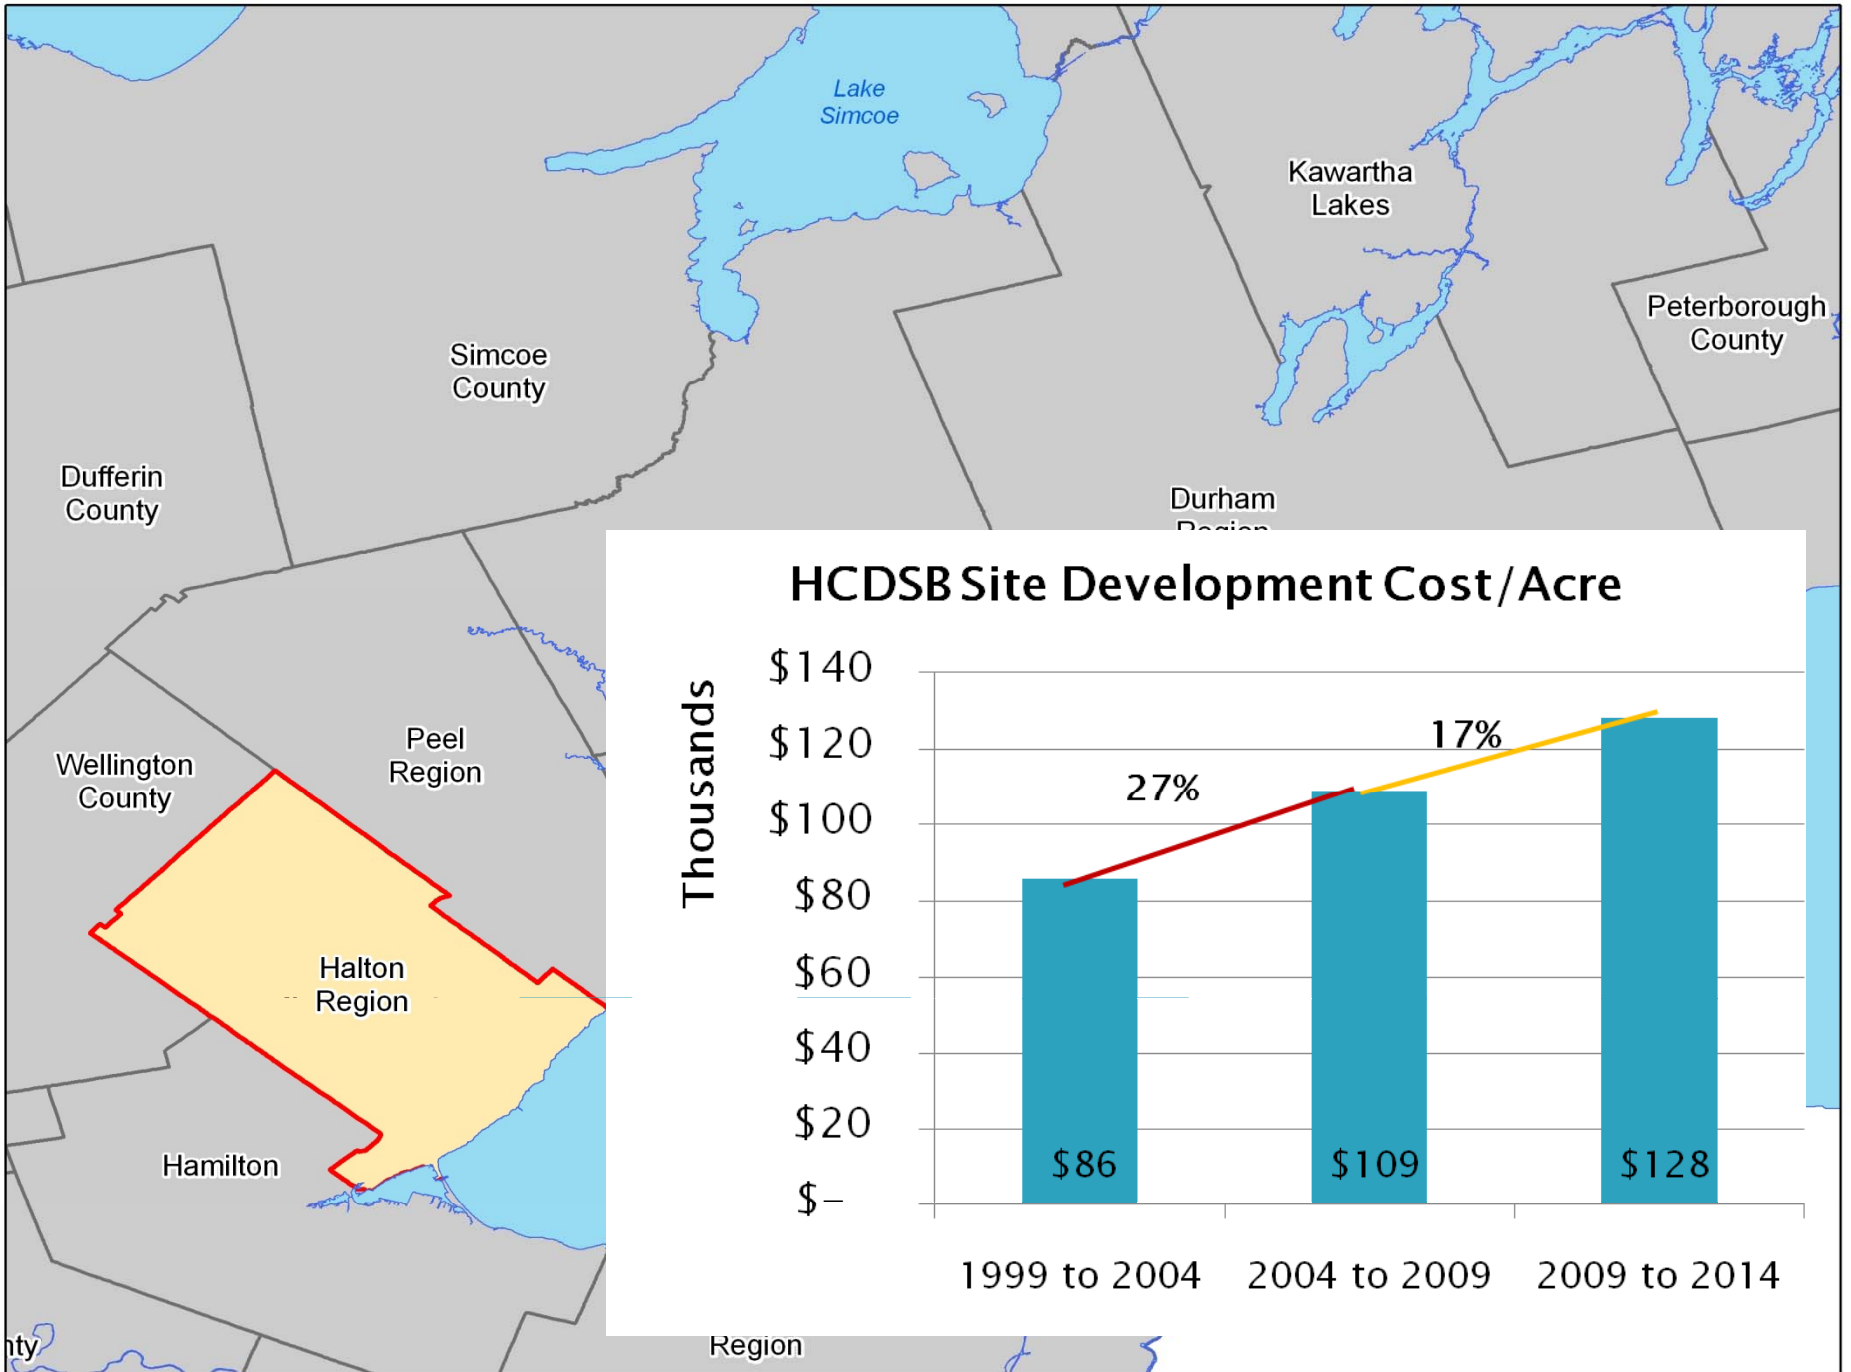 Lake
Simcoe
Kawartha
Lakes
Peterborough
County
Simcoe
County
Dufferin
County
Durham
Region
Peel
Region
Wellington
County
Halton
Region
Hamilton
nty
Region
HCDSB Site Development Cost/Acre
Thousands
$140
$120
$100
$80
$60
$40
$20
$–
27%
17%
$86
$109
$128
1999 to 2004
2004 to 2009
2009 to 2014